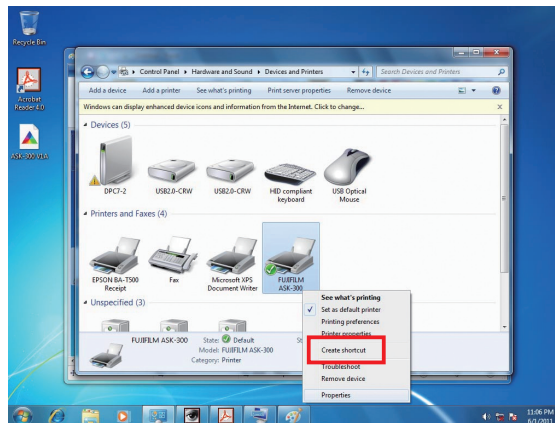 Recycle Bin
Acrobat
Reader 4.0
Control Panel
Hardware and Sound
Devices and Printers
Search Devices and Printers
Add a device
Add a printer
See what's printing
Print server properties
Remove device
Windows can display enhanced device icons and information from the Internet. Click to change...
Devices (5)
DPC7-2
USB2.0-CRW
USB2.0-CRW
HID compliant
keyboard
USB Optical
Mouse
Printers and Faxes (4)
EPSON BA-T500
Receipt
Fax
Microsoft XPS
Document Writer
FUJIFILM
ASK-300
Unspecified (3)
See what's printing
Set as default printer
Printing preferences
Printer properties
Create shortcut
Troubleshoot
Remove device
Properties
FUJIFILM ASK-300
State: Default
Model: FUJIFILM ASK-300
Category: Printer
11:06 PM
6/1/2011